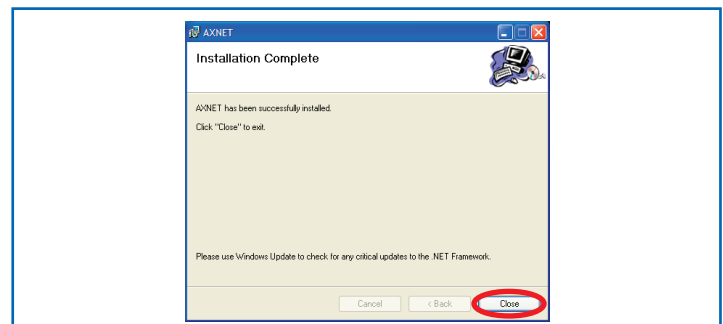 AXNET
Installation Complete
AXNET has been successfully installed.
Click "Close" to exit.
Please use Windows Update to check for any critical updates to the .NET Framework.
Cancel
< Back
Close